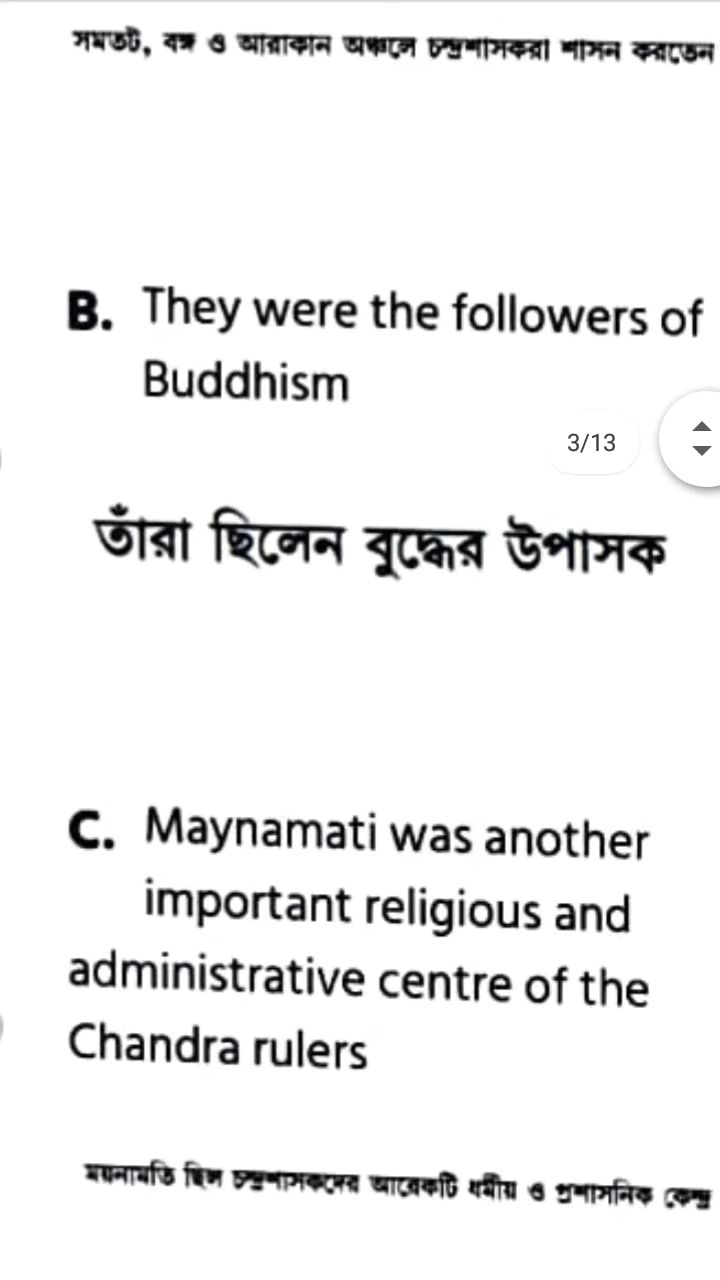 সমতট, বঙ্গ ও আরাকান অঞ্চলে চন্দ্রশাসকরা শাসন করতেন
B. They were the followers of
Buddhism
3/13
তাঁরা ছিলেন বুদ্ধের উপাসক
C. Maynamati was another
important religious and
administrative centre of the
Chandra rulers
ময়নামতি ছিল চন্দ্রশাসকদের আরেকটি ধর্মীয় ও প্রশাসনিক কেন্দ্র